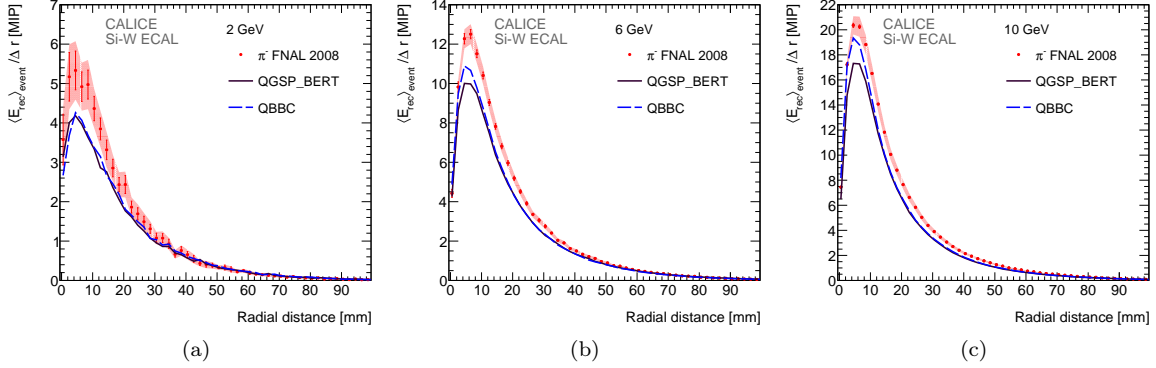 ⟨E_rec⟩_event /Δ r [MIP]
7
6
5
4
3
2
1
0
CALICE
Si-W ECAL
2 GeV
π⁻ FNAL 2008
QGSP_BERT
QBBC
0 10 20 30 40 50 60 70 80 90
Radial distance [mm]
(a)
⟨E_rec⟩_event /Δ r [MIP]
14
12
10
8
6
4
2
0
CALICE
Si-W ECAL
6 GeV
π⁻ FNAL 2008
QGSP_BERT
QBBC
0 10 20 30 40 50 60 70 80 90
Radial distance [mm]
(b)
⟨E_rec⟩_event /Δ r [MIP]
22
20
18
16
14
12
10
8
6
4
2
0
CALICE
Si-W ECAL
10 GeV
π⁻ FNAL 2008
QGSP_BERT
QBBC
0 10 20 30 40 50 60 70 80 90
Radial distance [mm]
(c)